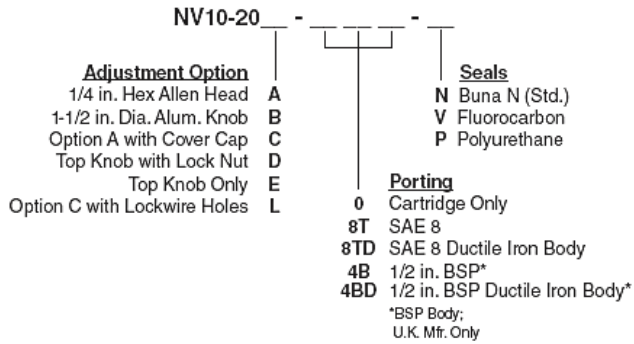 NV10-20__ - __ __ __ - __
Adjustment Option
1/4 in. Hex Allen Head A
1-1/2 in. Dia. Alum. Knob B
Option A with Cover Cap C
Top Knob with Lock Nut D
Top Knob Only E
Option C with Lockwire Holes L
Seals
N Buna N (Std.)
V Fluorocarbon
P Polyurethane
Porting
0 Cartridge Only
8T SAE 8
8TD SAE 8 Ductile Iron Body
4B 1/2 in. BSP*
4BD 1/2 in. BSP Ductile Iron Body*
*BSP Body;
U.K. Mfr. Only